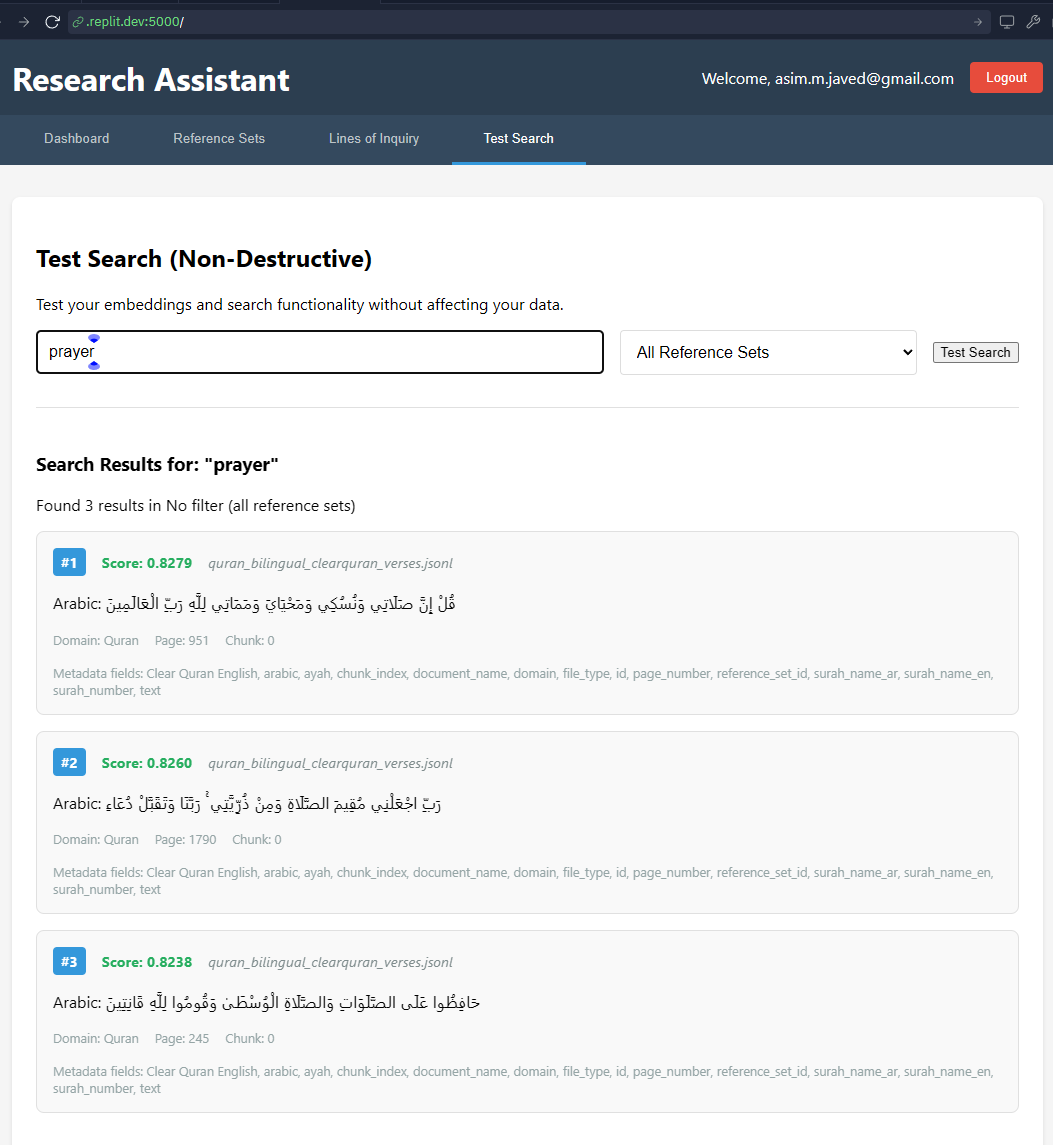 .replit.dev:5000/
Research Assistant
Welcome, asim.m.javed@gmail.com
Logout
Dashboard
Reference Sets
Lines of Inquiry
Test Search
Test Search (Non-Destructive)
Test your embeddings and search functionality without affecting your data.
prayer
All Reference Sets
Test Search
Search Results for: "prayer"
Found 3 results in No filter (all reference sets)
#1 Score: 0.8279 quran_bilingual_clearquran_verses.jsonl
Arabic: قُلْ إِنَّ صَلَاتِي وَنُسُكِي وَمَحْيَايَ وَمَمَاتِي لِلَّهِ رَبِّ الْعَالَمِينَ
Domain: Quran Page: 951 Chunk: 0
Metadata fields: Clear Quran English, arabic, ayah, chunk_index, document_name, domain, file_type, id, page_number, reference_set_id, surah_name_ar, surah_name_en,
surah_number, text
#2 Score: 0.8260 quran_bilingual_clearquran_verses.jsonl
Arabic: رَبِّ اجْعَلْنِي مُقِيمَ الصَّلَاةِ وَمِنْ ذُرِّيَّتِي ۚ رَبَّنَا وَتَقَبَّلْ دُعَاءِ
Domain: Quran Page: 1790 Chunk: 0
Metadata fields: Clear Quran English, arabic, ayah, chunk_index, document_name, domain, file_type, id, page_number, reference_set_id, surah_name_ar, surah_name_en,
surah_number, text
#3 Score: 0.8238 quran_bilingual_clearquran_verses.jsonl
Arabic: حَافِظُوا عَلَى الصَّلَوَاتِ وَالصَّلَاةِ الْوُسْطَىٰ وَقُومُوا لِلَّهِ قَانِتِينَ
Domain: Quran Page: 245 Chunk: 0
Metadata fields: Clear Quran English, arabic, ayah, chunk_index, document_name, domain, file_type, id, page_number, reference_set_id, surah_name_ar, surah_name_en,
surah_number, text